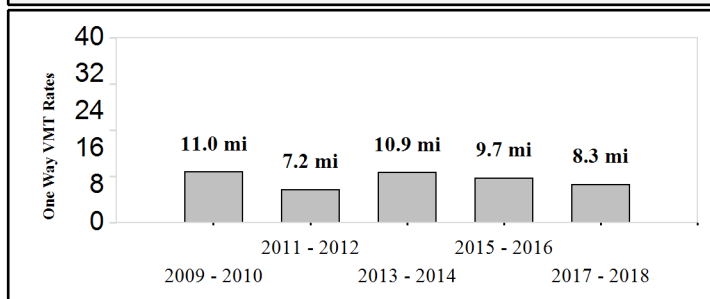 One Way VMT Rates
40
32
24
16
8
0
11.0 mi
7.2 mi
10.9 mi
9.7 mi
8.3 mi
2011 - 2012
2015 - 2016
2009 - 2010
2013 - 2014
2017 - 2018